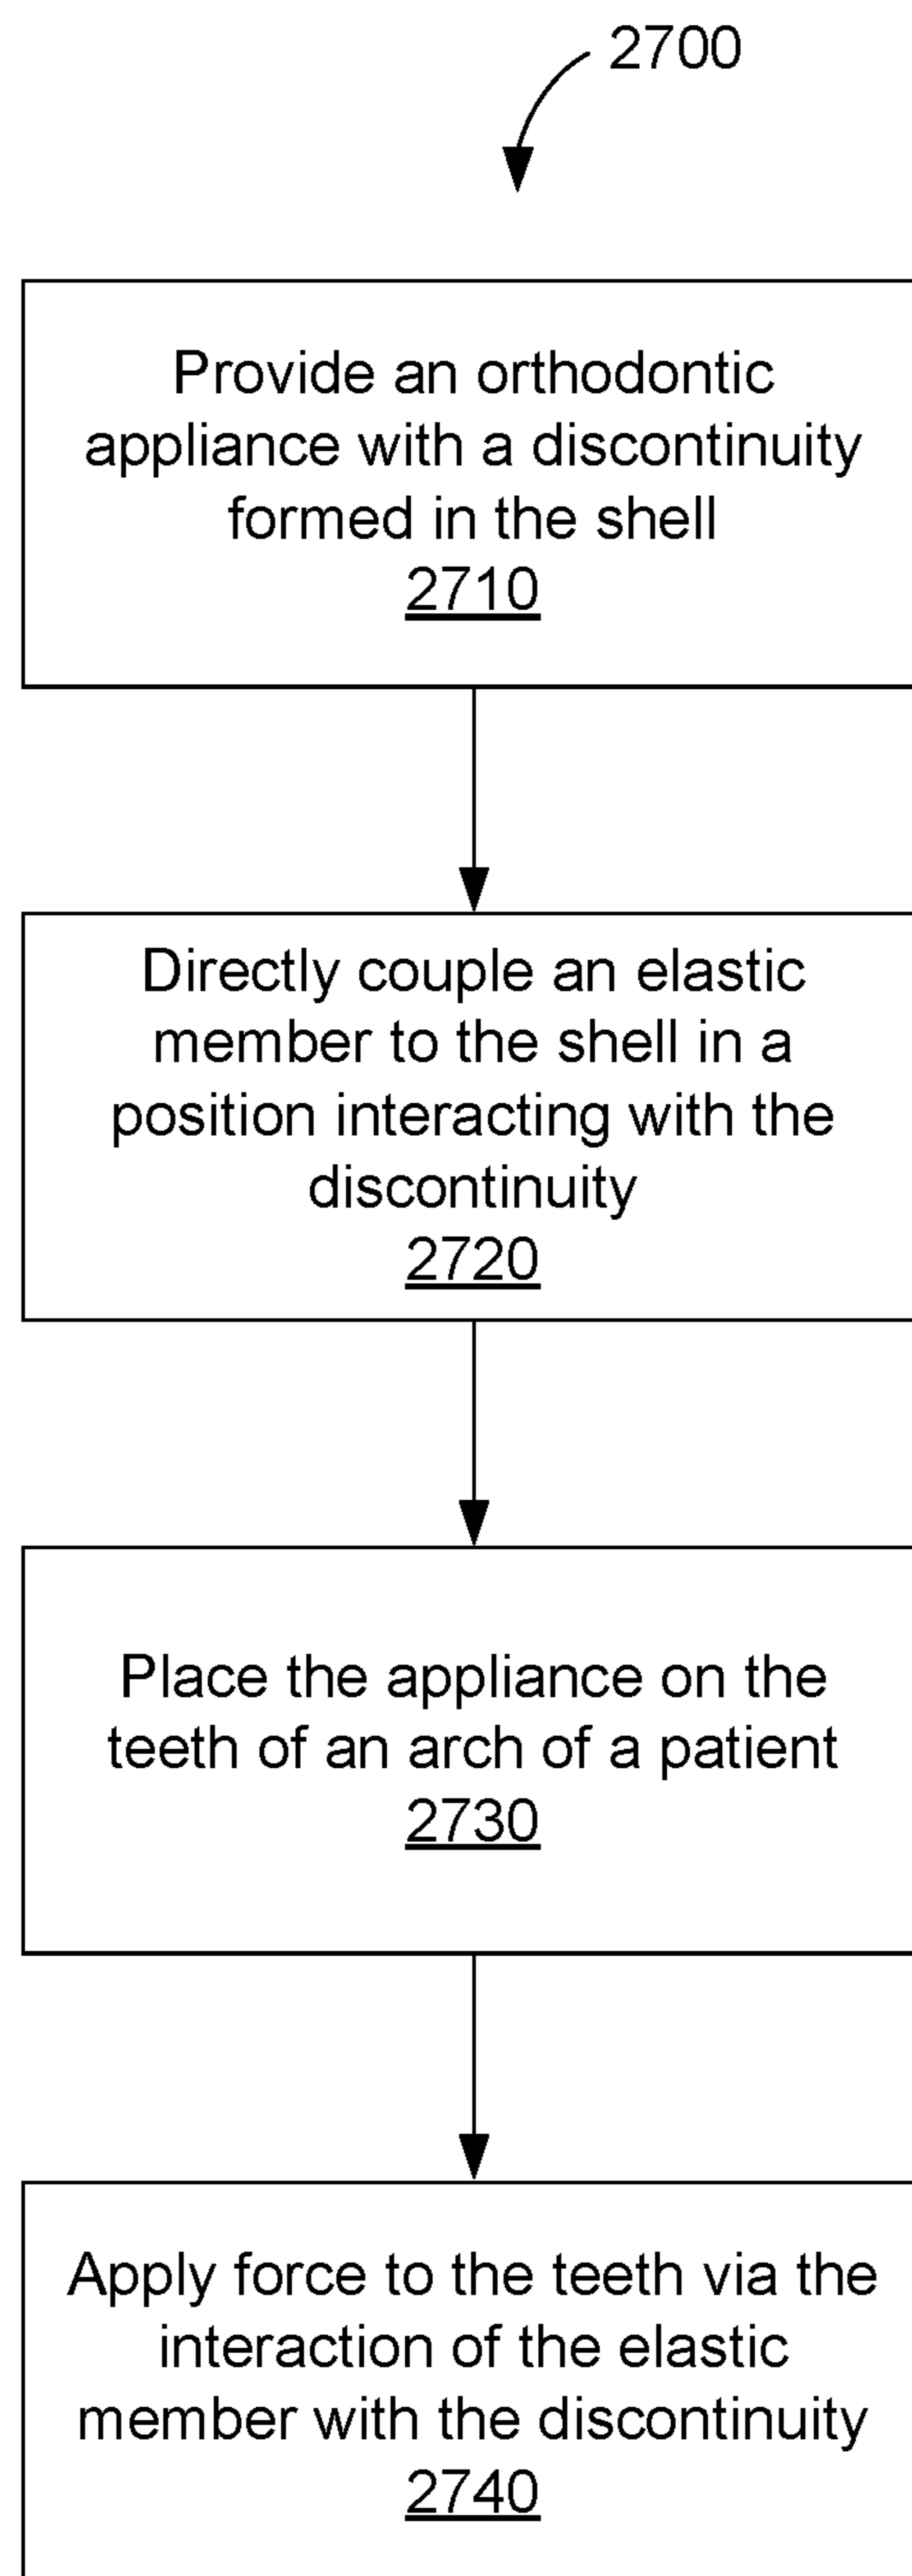 2700
Provide an orthodontic
appliance with a discontinuity
formed in the shell
2710
Directly couple an elastic
member to the shell in a
position interacting with the
discontinuity
2720
Place the appliance on the
teeth of an arch of a patient
2730
Apply force to the teeth via the
interaction of the elastic
member with the discontinuity
2740